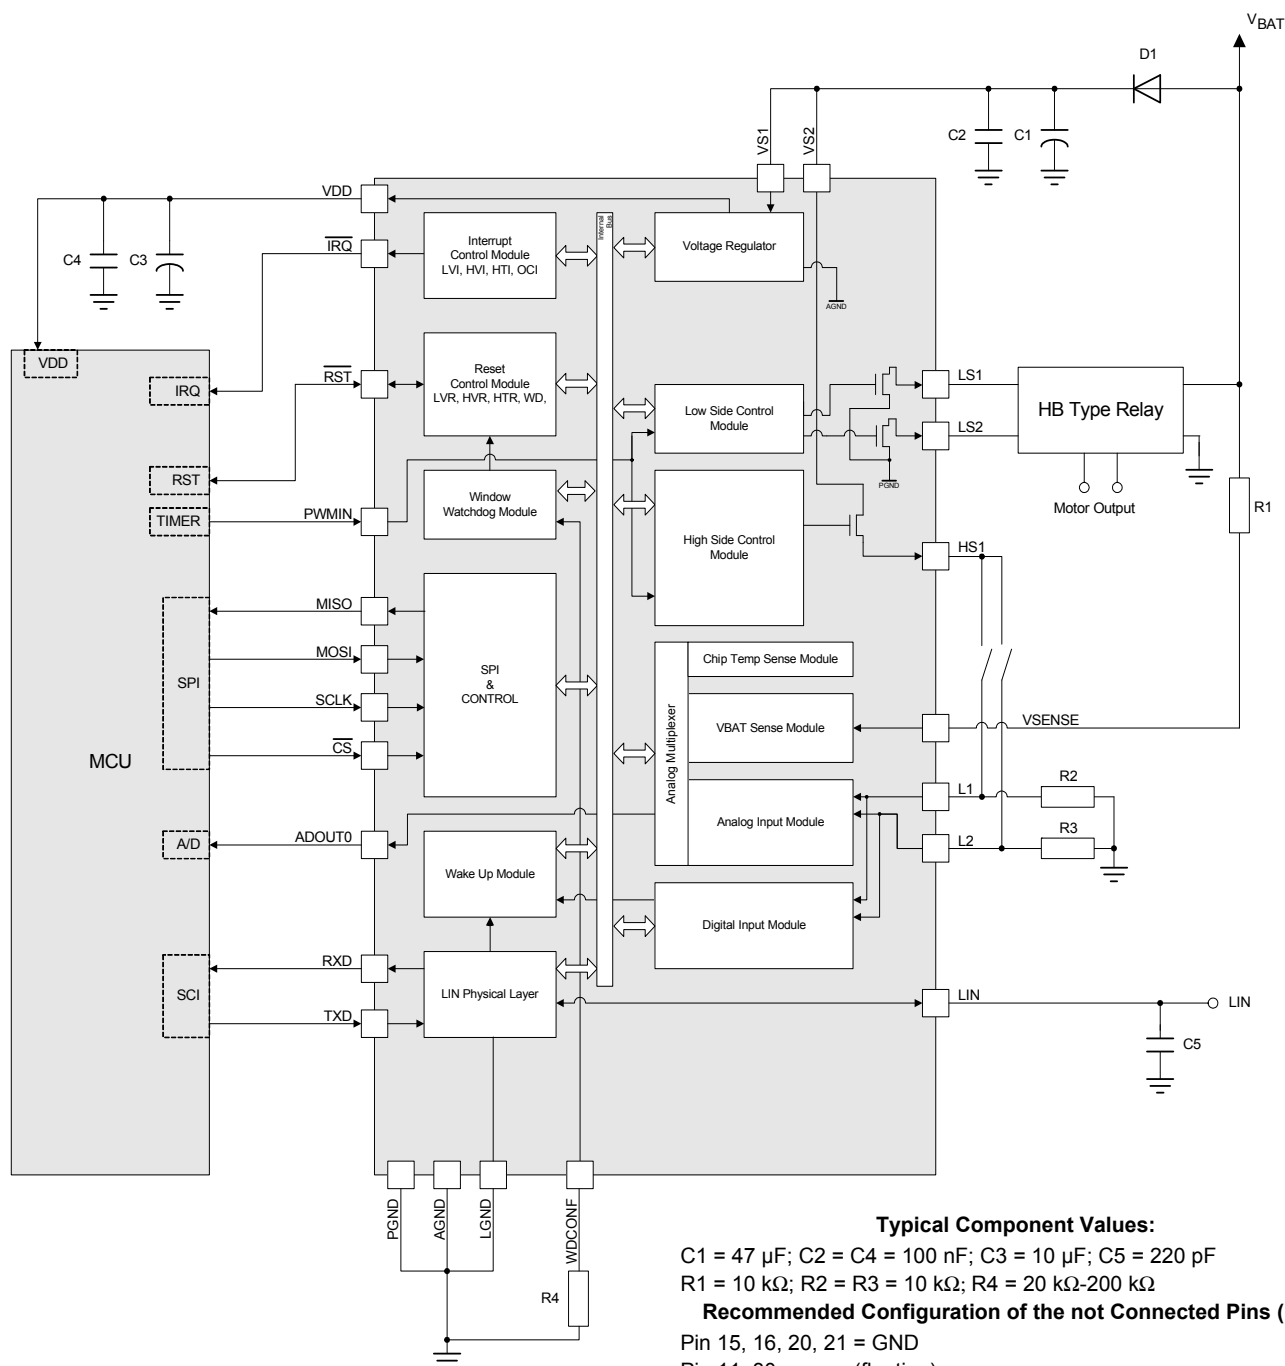 VBAT
D1
C2
C1
VS1
VS2
VDD
IRQ
C4
C3
Interrupt
Control Module
LVI, HVI, HTI, OCI
Internal
Bus
Voltage Regulator
AGND
VDD
IRQ
RST
Reset
Control Module
LVR, HVR, HTR, WD,
Low Side Control
Module
LS1
LS2
HB Type Relay
PGND
Motor Output
R1
RST
TIMER
PWMIN
Window
Watchdog Module
High Side Control
Module
HS1
MISO
MOSI
SCLK
CS
SPI
SPI
&
CONTROL
MCU
Analog Multiplexer
Chip Temp Sense Module
VBAT Sense Module
VSENSE
Analog Input Module
L1
L2
R2
R3
A/D
ADOUT0
Wake Up Module
Digital Input Module
SCI
RXD
TXD
LIN Physical Layer
LIN
LIN
C5
PGND
AGND
LGND
WDCONF
R4
Typical Component Values:
C1 = 47 µF; C2 = C4 = 100 nF; C3 = 10 µF; C5 = 220 pF
R1 = 10 kΩ; R2 = R3 = 10 kΩ; R4 = 20 kΩ-200 kΩ
Recommended Configuration of the not Connected Pins (
Pin 15, 16, 20, 21 = GND